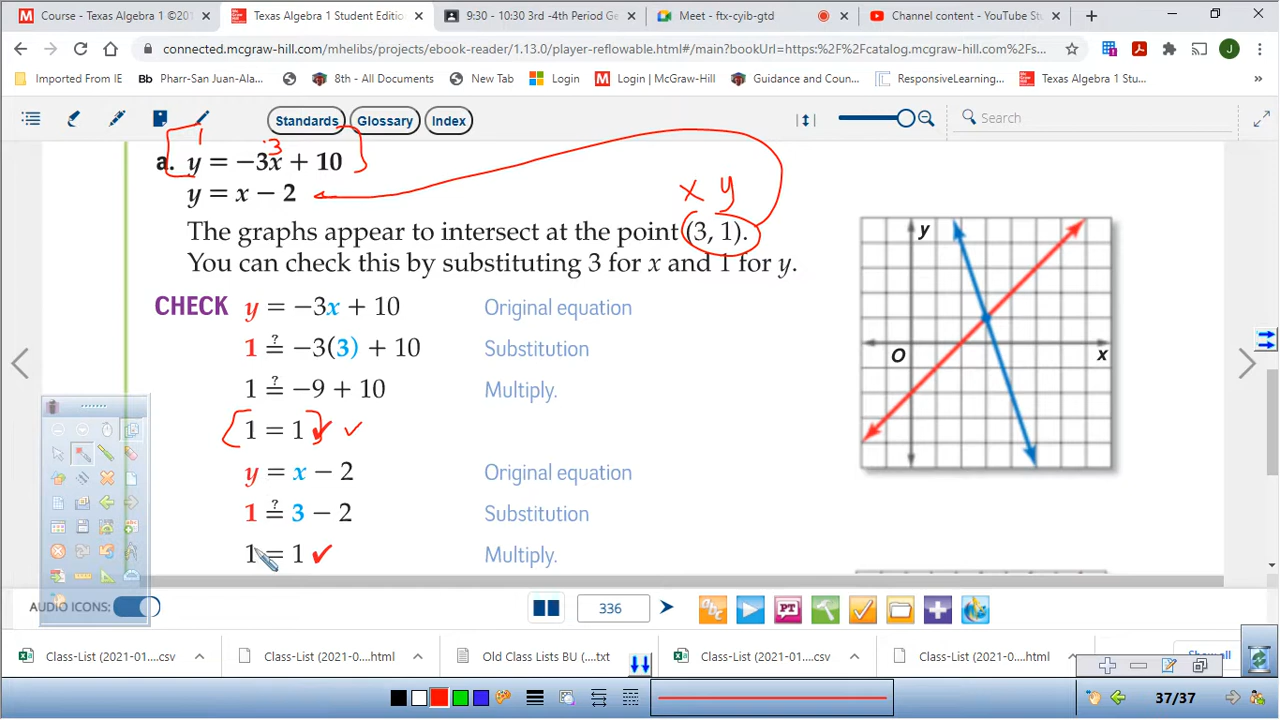 Course - Texas Algebra 1 ©201
Texas Algebra 1 Student Editio
9:30 - 10:30 3rd -4th Period Ge
Meet - ftx-cyib-gtd
Channel content - YouTube St
connected.mcgraw-hill.com/mhelibs/projects/ebook-reader/1.13.0/player-reflowable.html#/main?bookUrl=https:%2F%2Fcatalog.mcgraw-hill.com%2Fs...
J
Imported From IE
Bb Pharr-San Juan-Ala...
8th - All Documents
New Tab
Login
Login | McGraw-Hill
Guidance and Coun...
ResponsiveLearning...
Texas Algebra 1 Stu...
»
Standards
Glossary
Index
Search
1 3
a. y = −3x + 10
y = x − 2
x y
The graphs appear to intersect at the point (3, 1).
You can check this by substituting 3 for x and 1 for y.
CHECK y = −3x + 10 Original equation
1 ≟ −3(3) + 10 Substitution
1 ≟ −9 + 10 Multiply.
1 = 1 ✔ ✓
y = x − 2 Original equation
1 ≟ 3 − 2 Substitution
1 = 1 ✔ Multiply.
y
O
x
AUDIO ICONS:
336
abc
PT
Class-List (2021-01....csv
Class-List (2021-0....html
Old Class Lists BU (....txt
Class-List (2021-01....csv
Class-List (2021-0....html
Show all
37/37